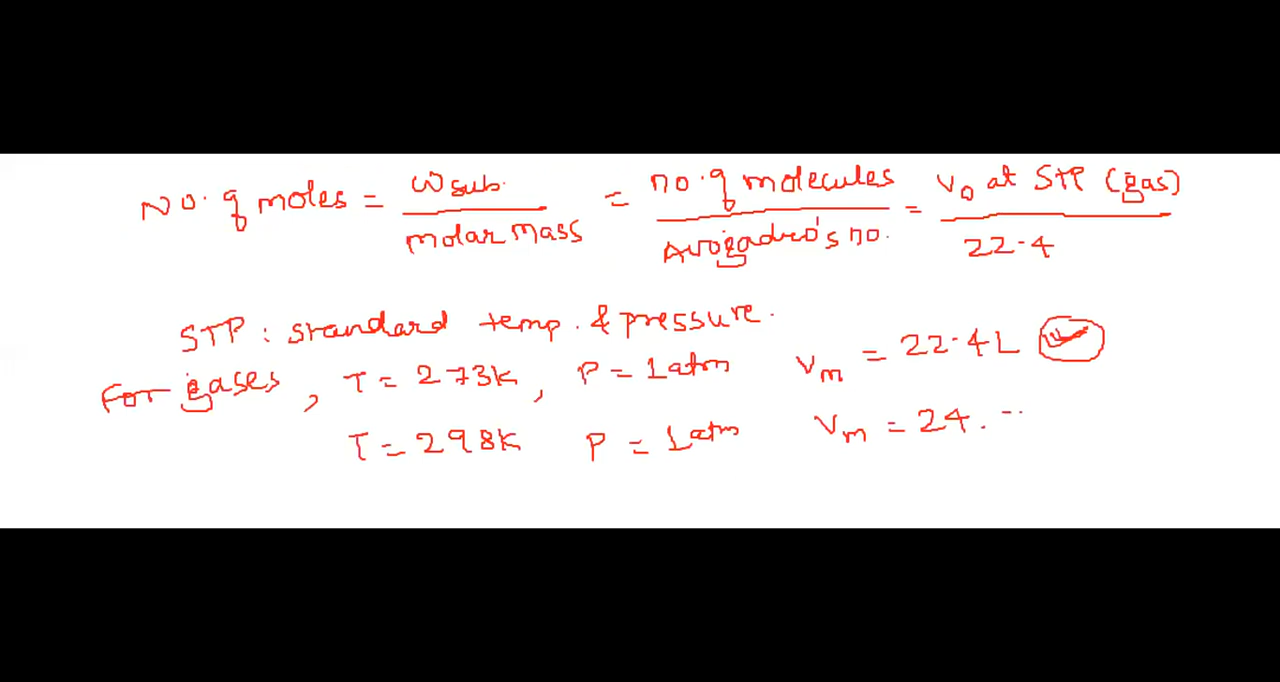 No. of moles = Wsub. / molar mass = no. of molecules / Avogadro's no. = V0 at STP (gas) / 22.4
STP : standard temp. & pressure.
For gases, T = 273K, P = 1atm Vm = 22.4L
T = 298K P = 1atm Vm = 24. --